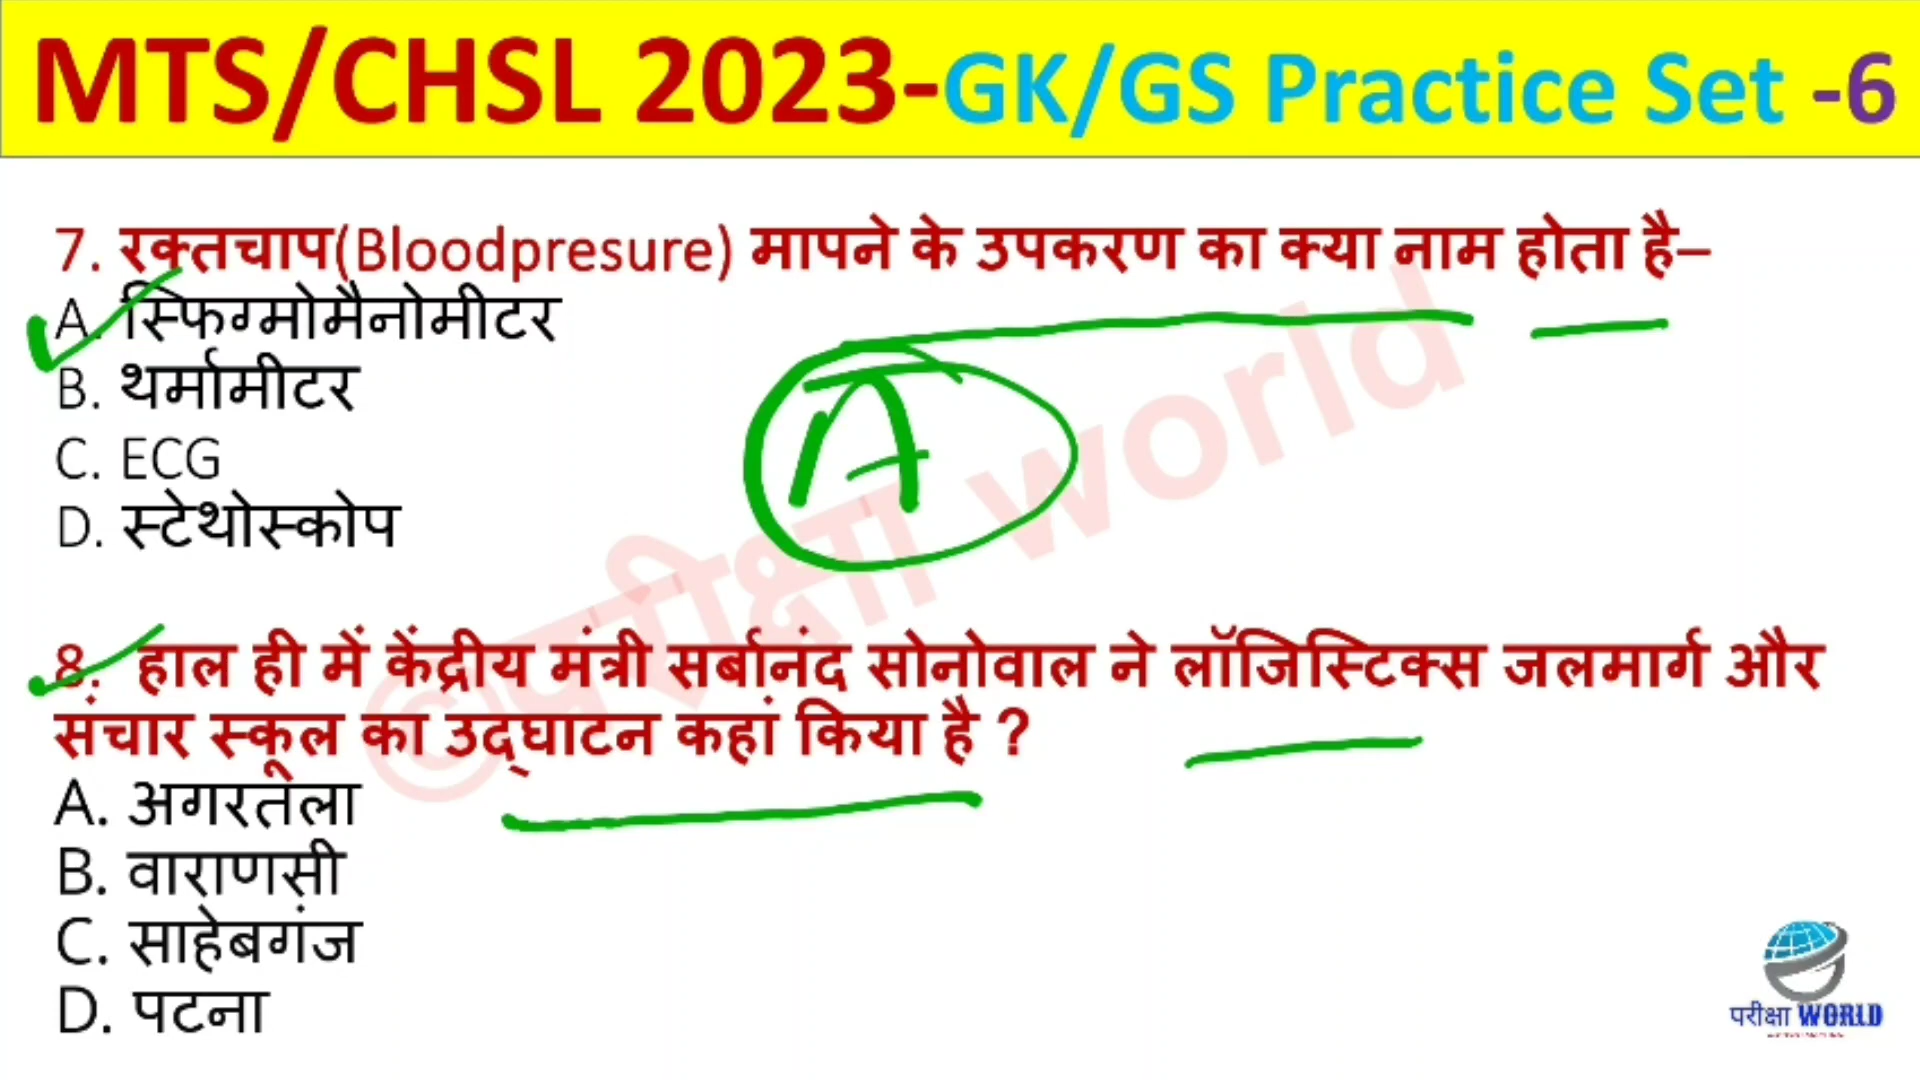 MTS/CHSL 2023-GK/GS Practice Set -6
7. रक्तचाप(Bloodpresure) मापने के उपकरण का क्या नाम होता है–
A. स्फिग्मोमैनोमीटर
B. थर्मामीटर
C. ECG
D. स्टेथोस्कोप
A
8. हाल ही में केंद्रीय मंत्री सर्बानंद सोनोवाल ने लॉजिस्टिक्स जलमार्ग और
संचार स्कूल का उद्घाटन कहां किया है ?
A. अगरतला
B. वाराणसी
C. साहेबगंज
D. पटना
©परीक्षा world
परीक्षा WORLD